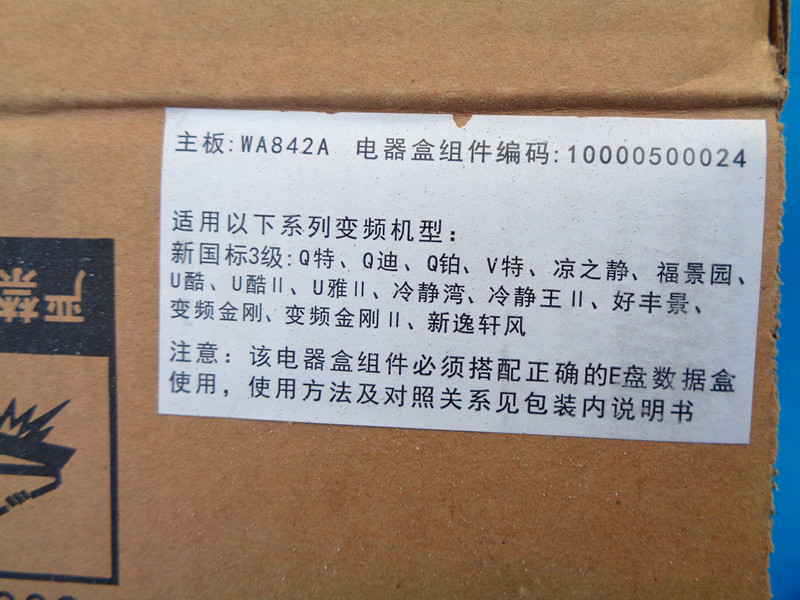 主板:WA842A 电器盒组件编码:10000500024
适用以下系列变频机型：
新国标3级:Q特、Q迪、Q铂、V特、凉之静、福景园、
U酷、U酷Ⅱ、U雅Ⅱ、冷静湾、冷静王Ⅱ、好丰景、
变频金刚、变频金刚Ⅱ、新逸轩风
注意：该电器盒组件必须搭配正确的E盘数据盒
使用，使用方法及对照关系见包装内说明书
严禁